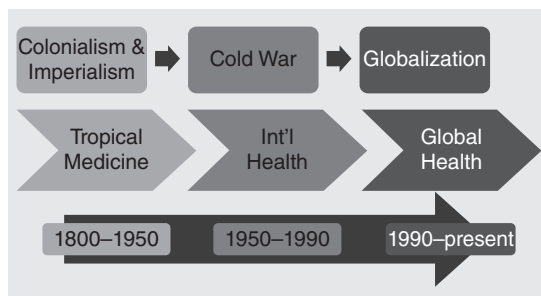 Colonialism &
Imperialism
Cold War
Globalization
Tropical
Medicine
Int'l
Health
Global
Health
1800–1950
1950–1990
1990–present